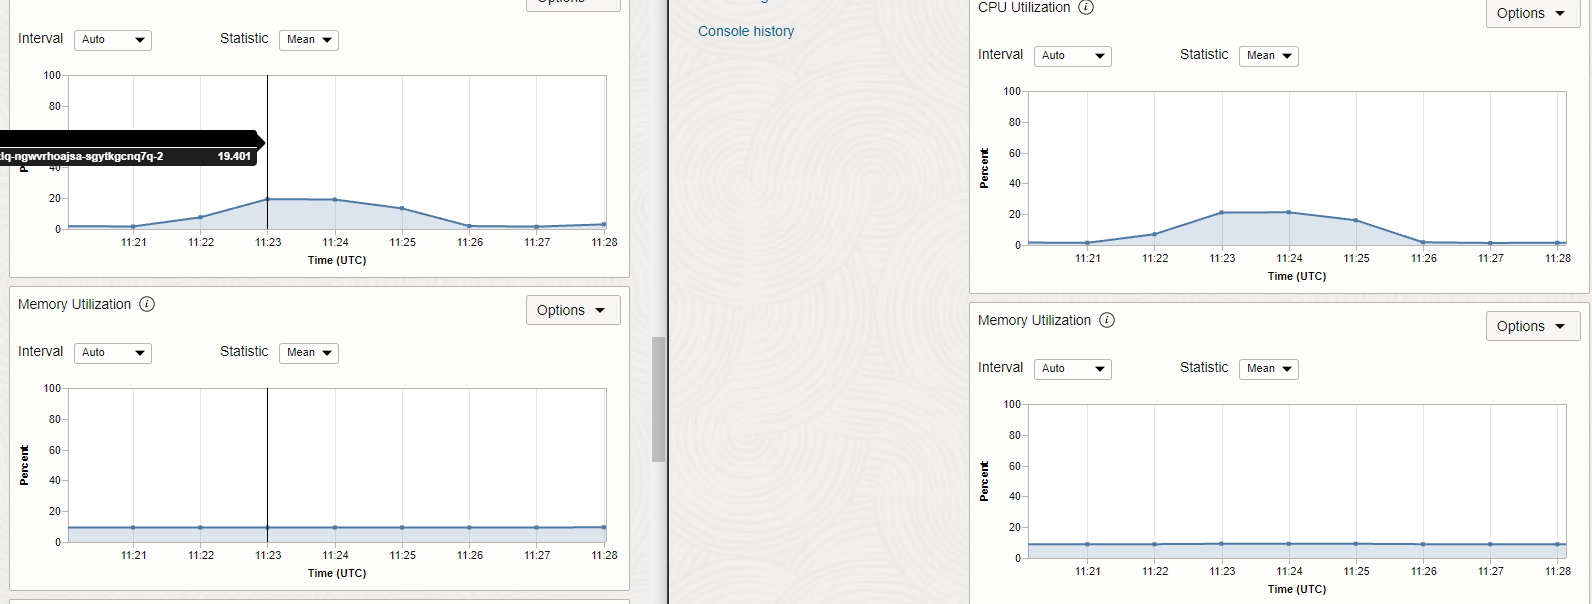 Options
Interval Auto Statistic Mean
100
80
40
20
0
lq-ngwvrhoajsa-sgytkgcnq7q-2 19.401
11:21 11:22 11:23 11:24 11:25 11:26 11:27 11:28
Time (UTC)
Memory Utilization i
Options
Interval Auto Statistic Mean
100
80
60
40
20
0
Percent
11:21 11:22 11:23 11:24 11:25 11:26 11:27 11:28
Time (UTC)
Console history
CPU Utilization i
Options
Interval Auto Statistic Mean
100
80
60
40
20
0
Percent
11:21 11:22 11:23 11:24 11:25 11:26 11:27 11:28
Time (UTC)
Memory Utilization i
Options
Interval Auto Statistic Mean
100
80
60
40
20
0
Percent
11:21 11:22 11:23 11:24 11:25 11:26 11:27 11:28
Time (UTC)